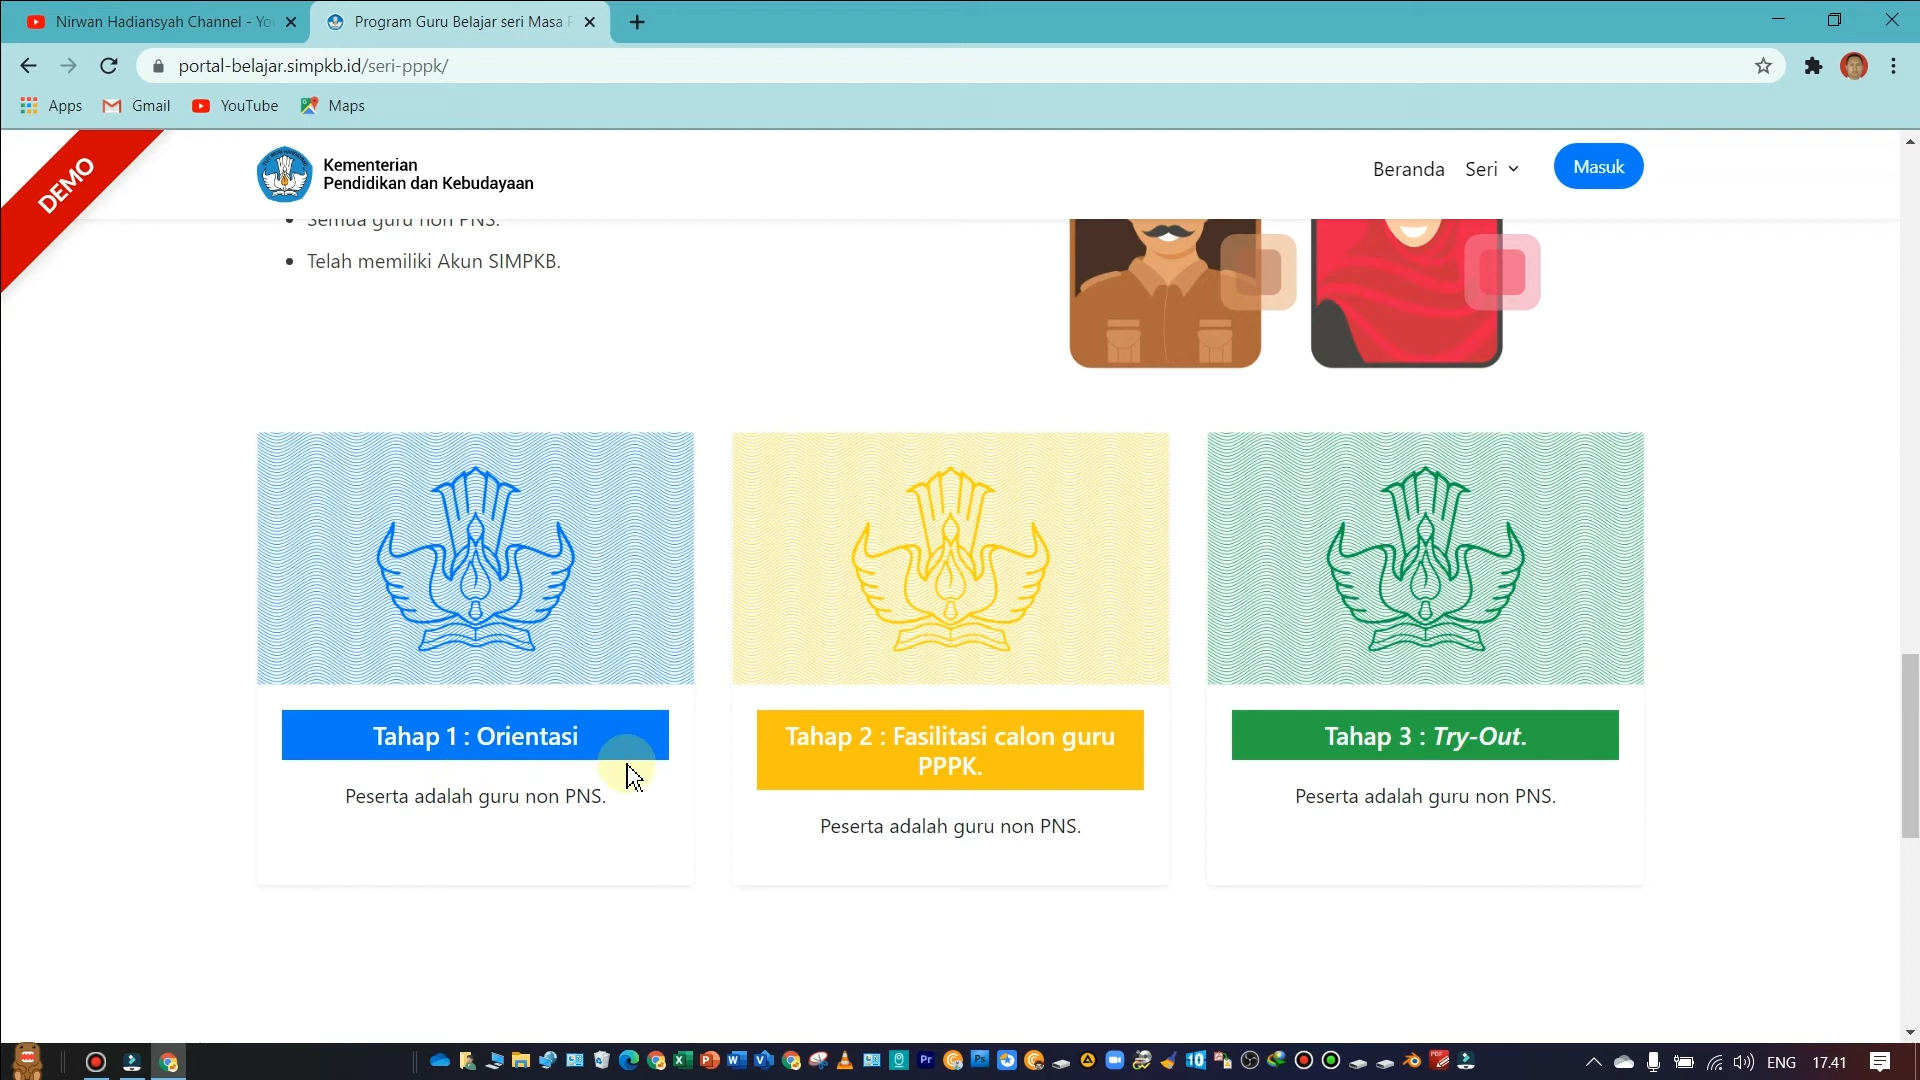 Nirwan Hadiansyah Channel - Yo
Program Guru Belajar seri Masa P
portal-belajar.simpkb.id/seri-pppk/
Apps
Gmail
YouTube
Maps
DEMO
Kementerian
Pendidikan dan Kebudayaan
Beranda
Seri
Masuk
Semua guru non PNS.
Telah memiliki Akun SIMPKB.
Tahap 1 : Orientasi
Peserta adalah guru non PNS.
Tahap 2 : Fasilitasi calon guru
PPPK.
Peserta adalah guru non PNS.
Tahap 3 : Try-Out.
Peserta adalah guru non PNS.
ENG
17.41